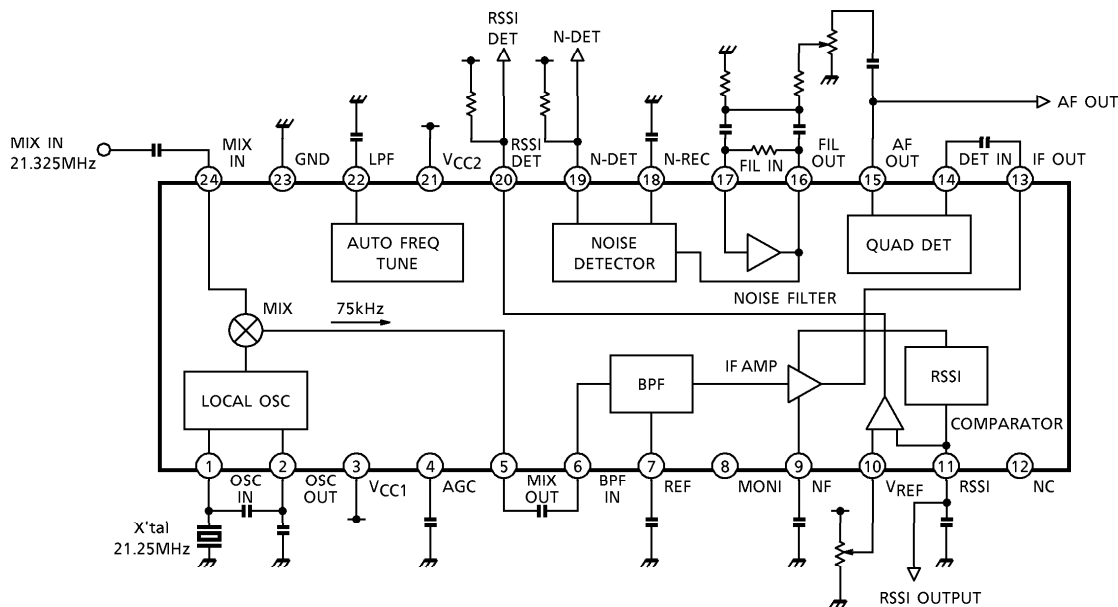 RSSI
DET
N-DET
AF OUT
MIX IN
21.325MHz
MIX
IN
GND
LPF
VCC2
RSSI
DET
N-DET
N-REC
FIL IN
FIL
OUT
AF
OUT
DET IN
IF OUT
24
23
22
21
20
19
18
17
16
15
14
13
AUTO FREQ
TUNE
NOISE
DETECTOR
QUAD DET
NOISE FILTER
MIX
75kHz
IF AMP
BPF
RSSI
LOCAL OSC
COMPARATOR
1
2
3
4
5
6
7
8
9
10
11
12
OSC
IN
OSC
OUT
VCC1
AGC
MIX
OUT
BPF
IN
REF
MONI
NF
VREF
RSSI
NC
X'tal
21.25MHz
RSSI OUTPUT